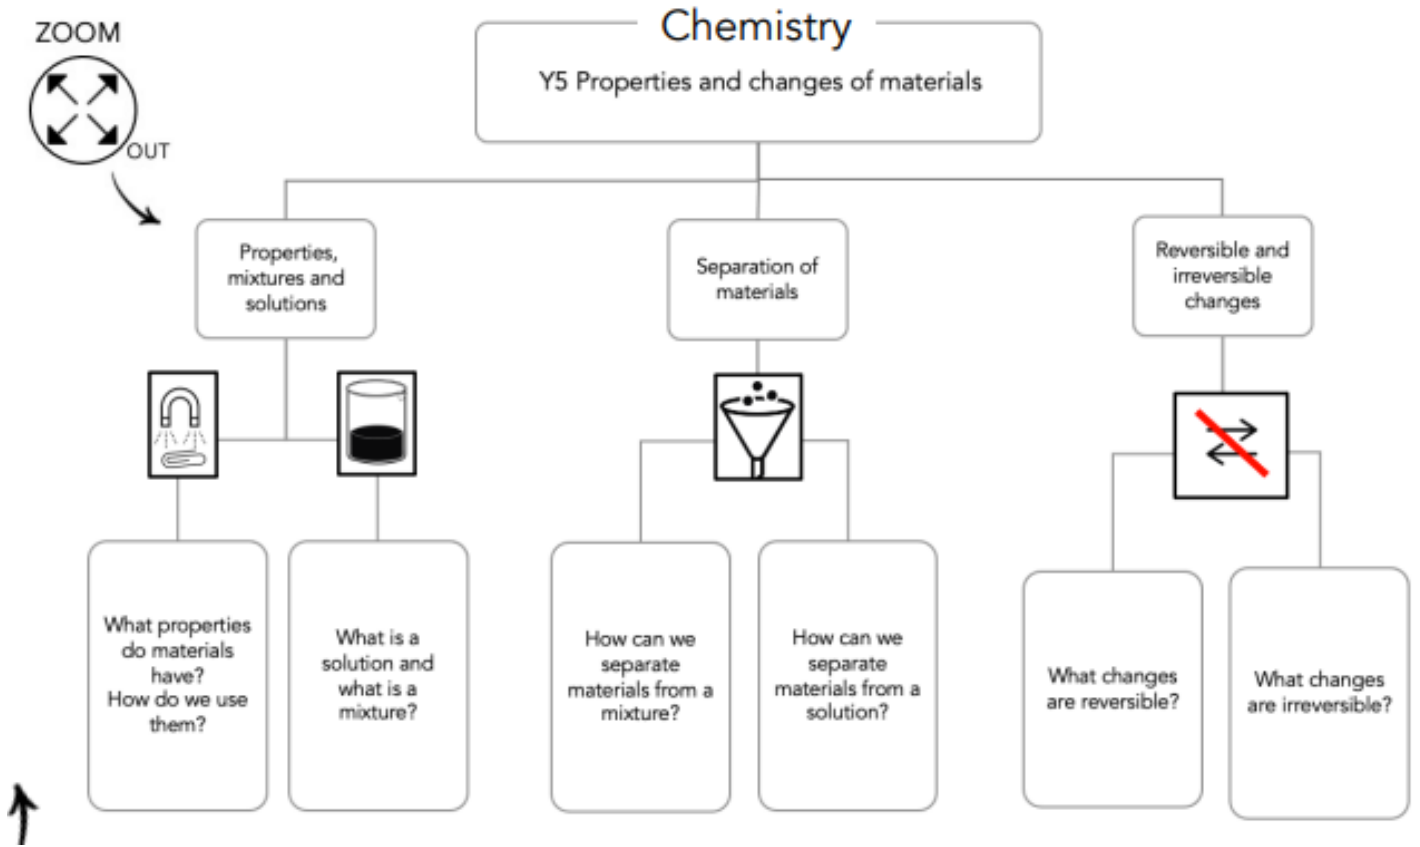 ZOOM
OUT
Chemistry
Y5 Properties and changes of materials
Properties,
mixtures and
solutions
Separation of
materials
Reversible and
irreversible
changes
What properties
do materials
have?
How do we use
them?
What is a
solution and
what is a
mixture?
How can we
separate
materials from a
mixture?
How can we
separate
materials from a
solution?
What changes
are reversible?
What changes
are irreversible?